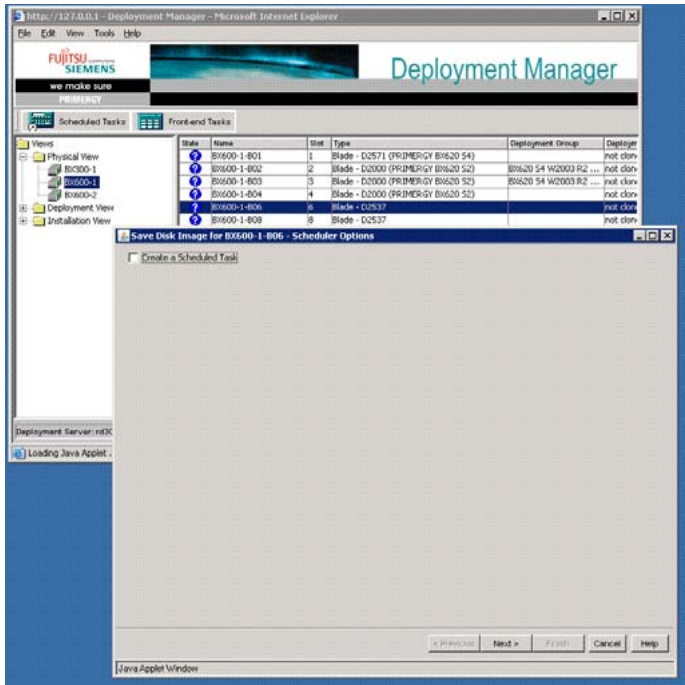 http://127.0.0.1 - Deployment Manager - Microsoft Internet Explorer
File Edit View Tools Help
FUJITSU COMPUTERS
SIEMENS
we make sure
PRIMERGY
Deployment Manager
Scheduled Tasks Front-end Tasks
Views
Physical View
BX300-1
BX600-1
BX600-2
Deployment View
Installation View
State Name Slot Type Deployment Group Deploym
BX600-1-B01 1 Blade - D2571 (PRIMERGY BX620 S4) not clon
BX600-1-B02 2 Blade - D2000 (PRIMERGY BX620 S2) BX620 S4 W2003 R2 ... not clon
BX600-1-B03 3 Blade - D2000 (PRIMERGY BX620 S2) BX620 S4 W2003 R2 ... not clon
BX600-1-B04 4 Blade - D2000 (PRIMERGY BX620 S2) not clon
BX600-1-B06 6 Blade - D2537 not clon
BX600-1-B08 8 Blade - D2537 not clon
Save Disk Image for BX600-1-B06 - Scheduler Options
Create a Scheduled Task
Deployment Server:
Loading Java Applet .
< Previous Next > Finish Cancel Help
Java Applet Window